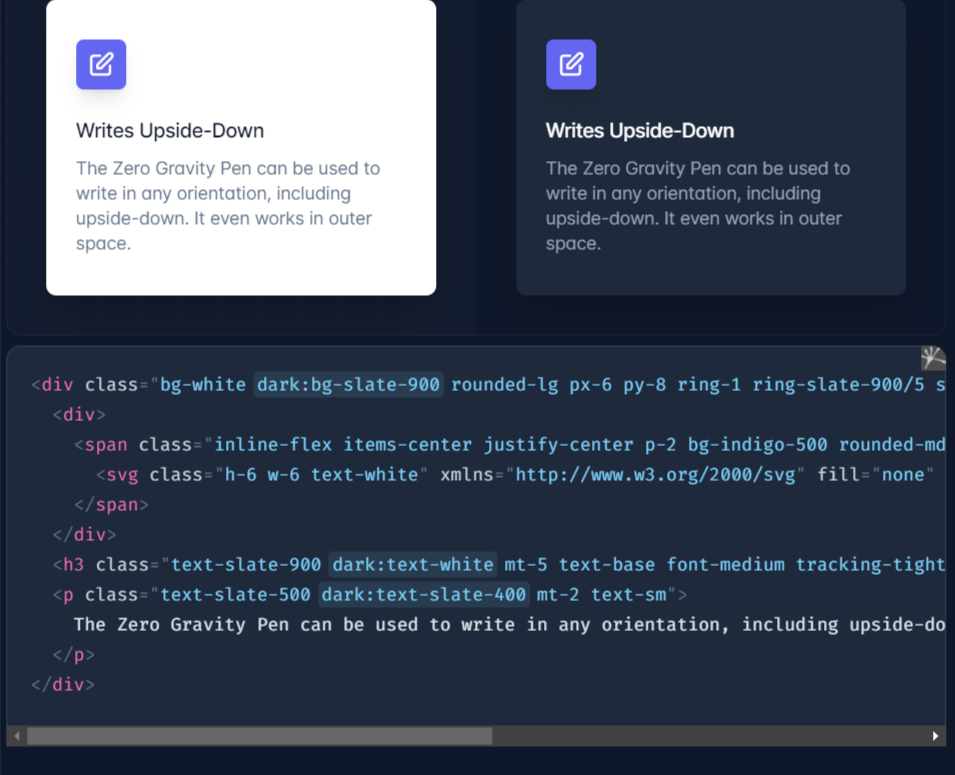 Writes Upside-Down
The Zero Gravity Pen can be used to
write in any orientation, including
upside-down. It even works in outer
space.
Writes Upside-Down
The Zero Gravity Pen can be used to
write in any orientation, including
upside-down. It even works in outer
space.
<div class="bg-white dark:bg-slate-900 rounded-lg px-6 py-8 ring-1 ring-slate-900/5 s
<div>
<span class="inline-flex items-center justify-center p-2 bg-indigo-500 rounded-md
<svg class="h-6 w-6 text-white" xmlns="http://www.w3.org/2000/svg" fill="none"
</span>
</div>
<h3 class="text-slate-900 dark:text-white mt-5 text-base font-medium tracking-tight
<p class="text-slate-500 dark:text-slate-400 mt-2 text-sm">
The Zero Gravity Pen can be used to write in any orientation, including upside-do
</p>
</div>